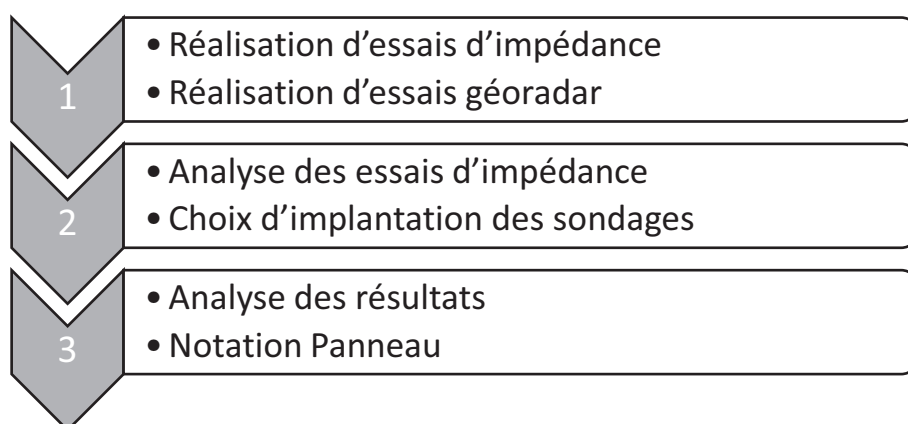 1
• Réalisation d’essais d’impédance
• Réalisation d’essais géoradar
2
• Analyse des essais d’impédance
• Choix d’implantation des sondages
3
• Analyse des résultats
• Notation Panneau